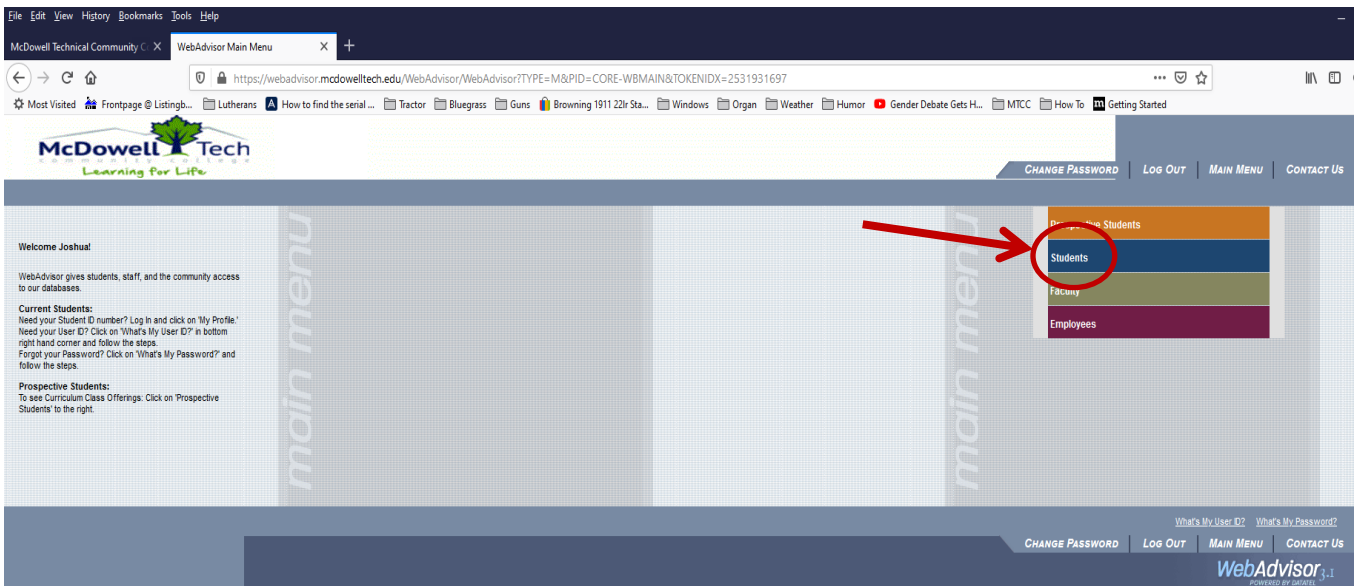 File Edit View History Bookmarks Tools Help
McDowell Technical Community C
WebAdvisor Main Menu
https://webadvisor.mcdowelltech.edu/WebAdvisor/WebAdvisor?TYPE=M&PID=CORE-WBMAIN&TOKENIDX=2531931697
Most Visited Frontpage @ Listingb... Lutherans How to find the serial ... Tractor Bluegrass Guns Browning 1911 22lr Sta... Windows Organ Weather Humor Gender Debate Gets H... MTCC How To Getting Started
McDowell Tech
community college
Learning for Life
CHANGE PASSWORD LOG OUT MAIN MENU CONTACT US
main menu
main menu
Prospective Students
Students
Faculty
Employees
Welcome Joshua!
WebAdvisor gives students, staff, and the community access
to our databases.
Current Students:
Need your Student ID number? Log In and click on 'My Profile.'
Need your User ID? Click on 'What's My User ID?' in bottom
right hand corner and follow the steps.
Forgot your Password? Click on 'What's My Password?' and
follow the steps.
Prospective Students:
To see Curriculum Class Offerings: Click on 'Prospective
Students' to the right.
What's My User ID? What's My Password?
CHANGE PASSWORD LOG OUT MAIN MENU CONTACT US
WebAdvisor 3.1
POWERED BY DATATEL